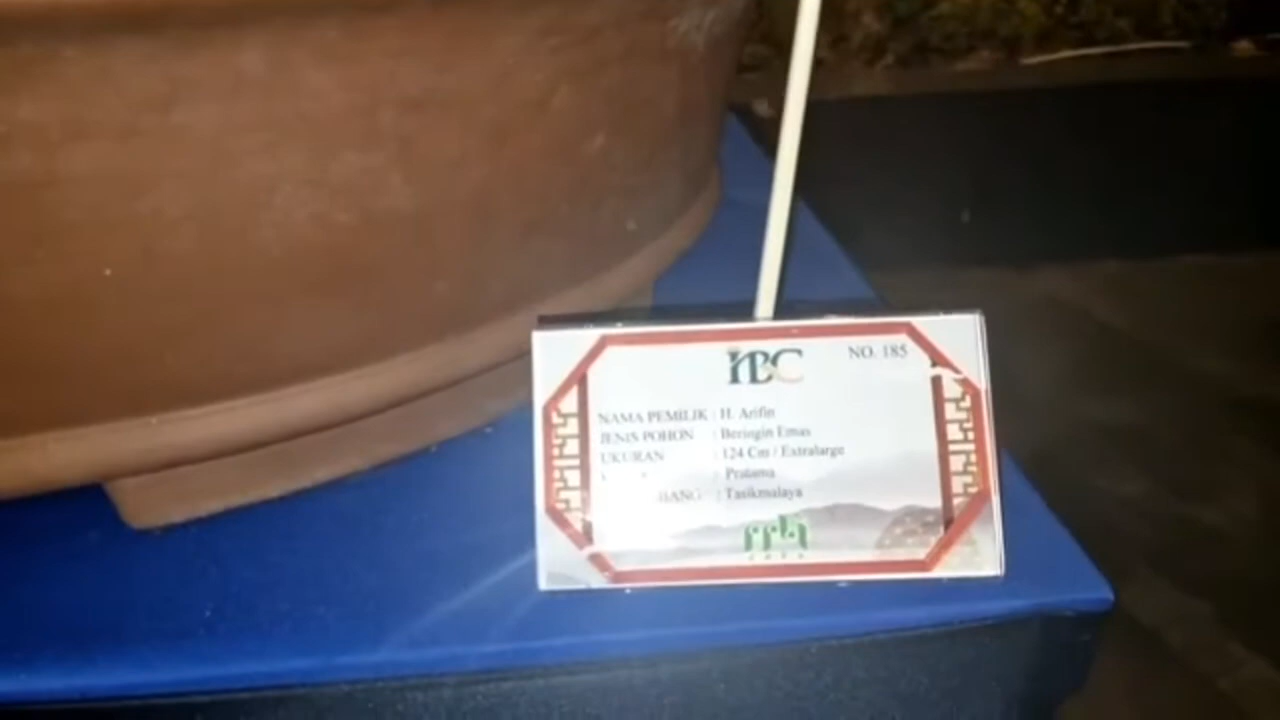 IBC
NO. 185
NAMA PEMILIK : H. Arifin
JENIS POHON : Beringin Emas
UKURAN : 124 Cm / Extralarge
: Pratama
BANG : Tasikmalaya